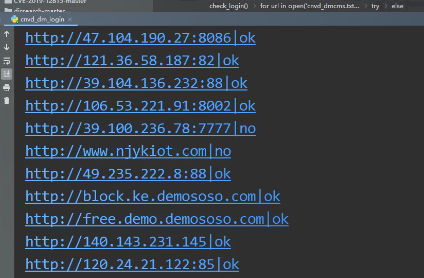 CVE-2019-12815-master
dirsearch-master
check_login()
for url in open('cnvd_dmcms.txt...
try
else
cnvd_dm_login
http://47.104.190.27:8086|ok
http://121.36.58.187:82|ok
http://39.104.136.232:88|ok
http://106.53.221.91:8002|ok
http://39.100.236.78:7777|no
http://www.njykiot.com|no
http://49.235.222.8:88|ok
http://block.ke.demososo.com|ok
http://free.demo.demososo.com|ok
http://140.143.231.145|ok
http://120.24.21.122:85|ok